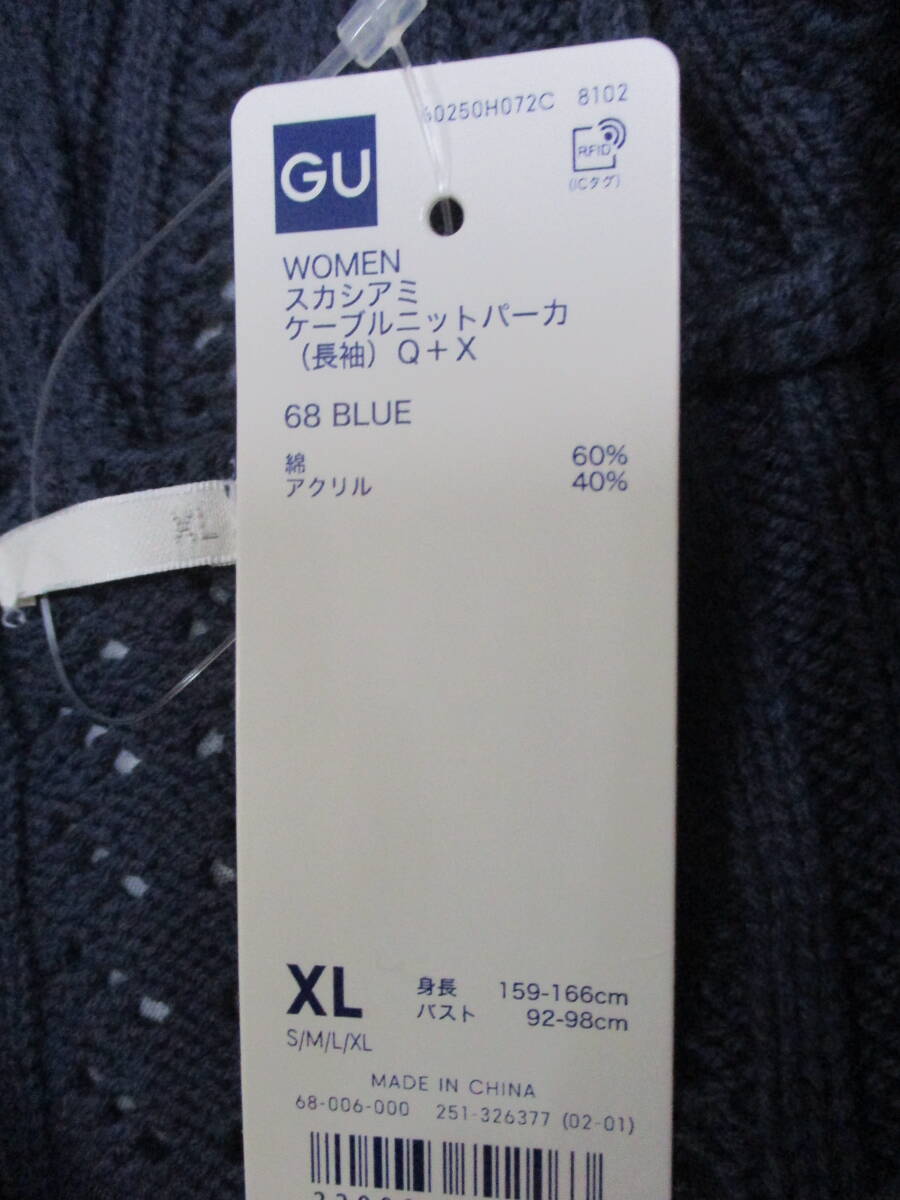 60250H072C 8102
GU
RFID
(ICタグ)
WOMEN
スカシアミ
ケーブルニットパーカ
（長袖）Q+X
68 BLUE
綿 60%
アクリル 40%
XL
XL 身長 159-166cm
バスト 92-98cm
S/M/L/XL
MADE IN CHINA
68-006-000 251-326377 (02-01)